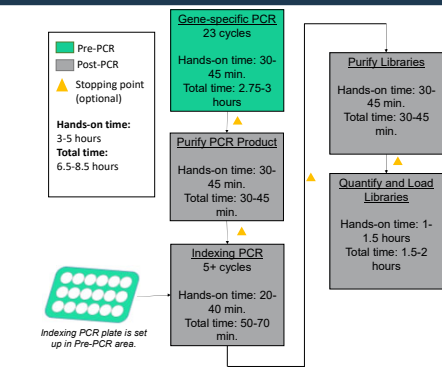 Pre-PCR
Post-PCR
Stopping point
(optional)
Hands-on time:
3-5 hours
Total time:
6.5-8.5 hours
Gene-specific PCR
23 cycles
Hands-on time: 30-
45 min.
Total time: 2.75-3
hours
Purify PCR Product
Hands-on time: 30-
45 min.
Total time: 30-45
min.
Indexing PCR
5+ cycles
Hands-on time: 20-
40 min.
Total time: 50-70
min.
Indexing PCR plate is set
up in Pre-PCR area.
Purify Libraries
Hands-on time: 30-
45 min.
Total time: 30-45
min.
Quantify and Load
Libraries
Hands-on time: 1-
1.5 hours
Total time: 1.5-2
hours